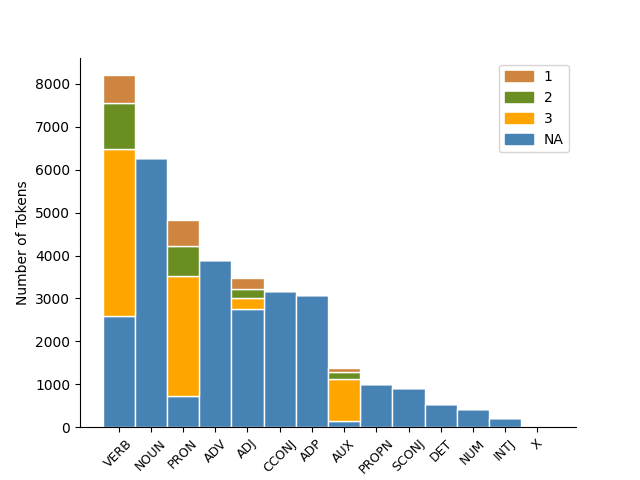 1
2
3
NA
8000
7000
6000
5000
4000
3000
2000
1000
0
Number of Tokens
VERB
NOUN
PRON
ADV
ADJ
CCONJ
ADP
AUX
PROPN
SCONJ
DET
NUM
INTJ
X